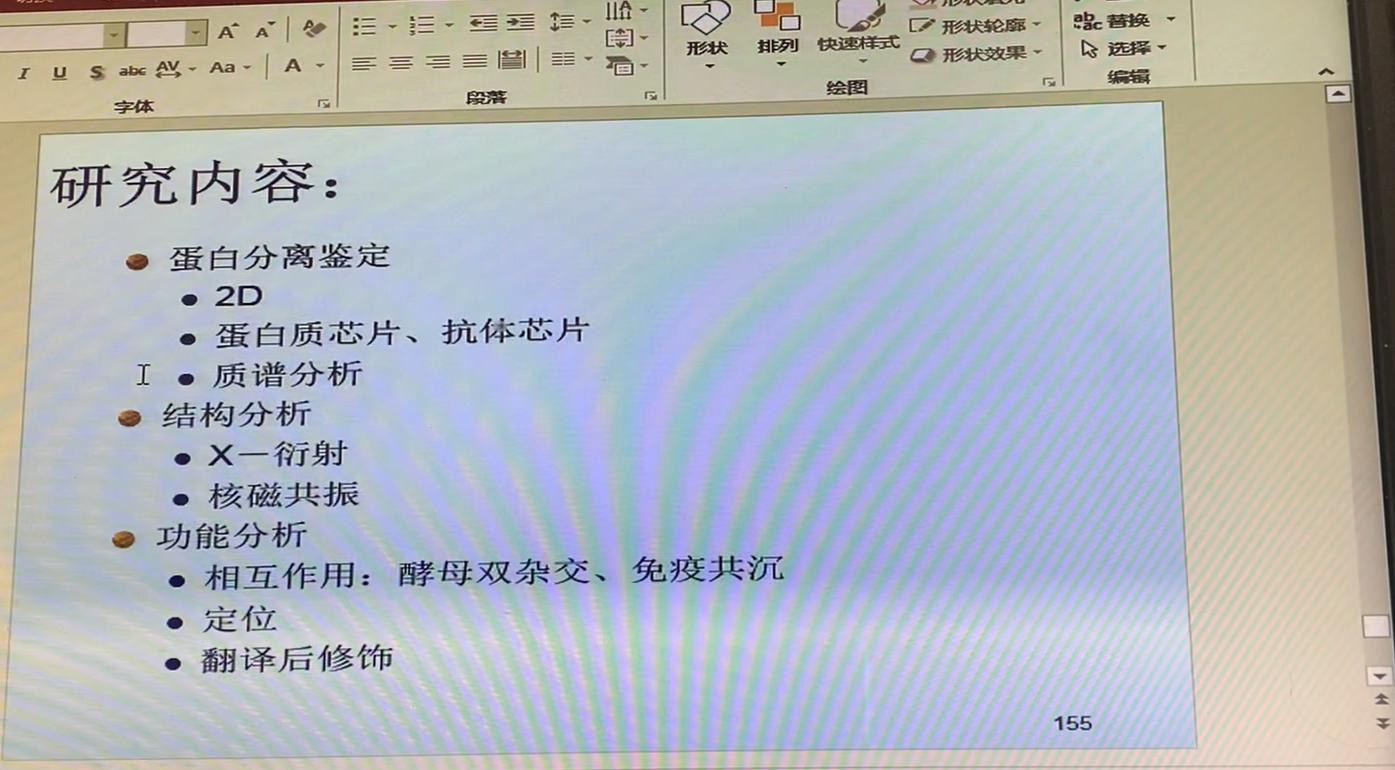 A A
形状轮廓
替换
形状
排列
快速样式
选择
I U S abc AV Aa A
形状效果
字体
段落
绘图
编辑
研究内容：
蛋白分离鉴定
2D
蛋白质芯片、抗体芯片
质谱分析
结构分析
X－衍射
核磁共振
功能分析
相互作用：酵母双杂交、免疫共沉
定位
翻译后修饰
155